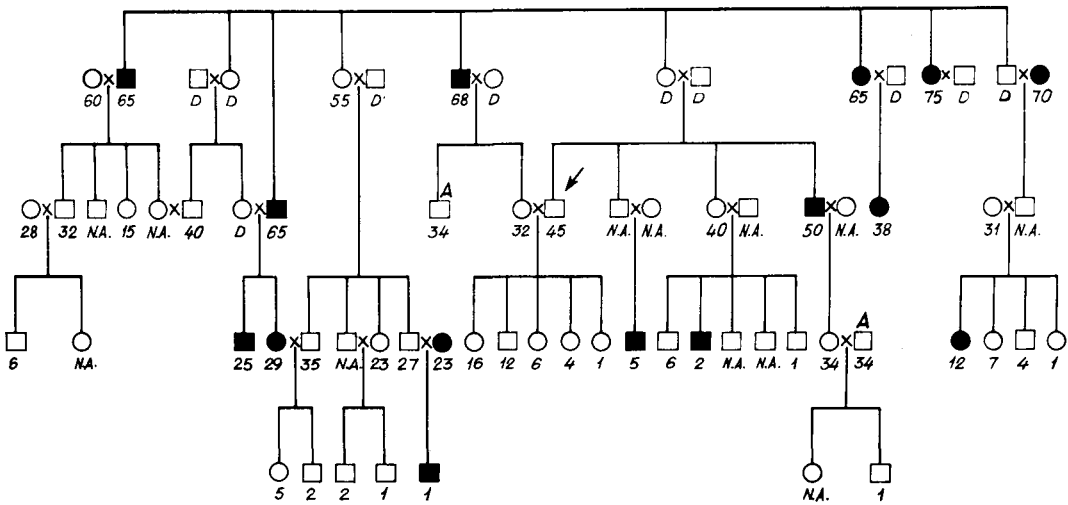 60 65 D D 55 D 68 D D D 65 D 75 D D 70
A
28 32 N.A. 15 N.A. 40 D 65 34 32 45 N.A. N.A. 40 N.A. 50 N.A. 38 31 N.A.
A
6 N.A. 25 29 35 N.A. 23 27 23 16 12 6 4 1 5 6 2 N.A. N.A. 1 34 34 12 7 4 1
5 2 2 1 1 N.A. 1